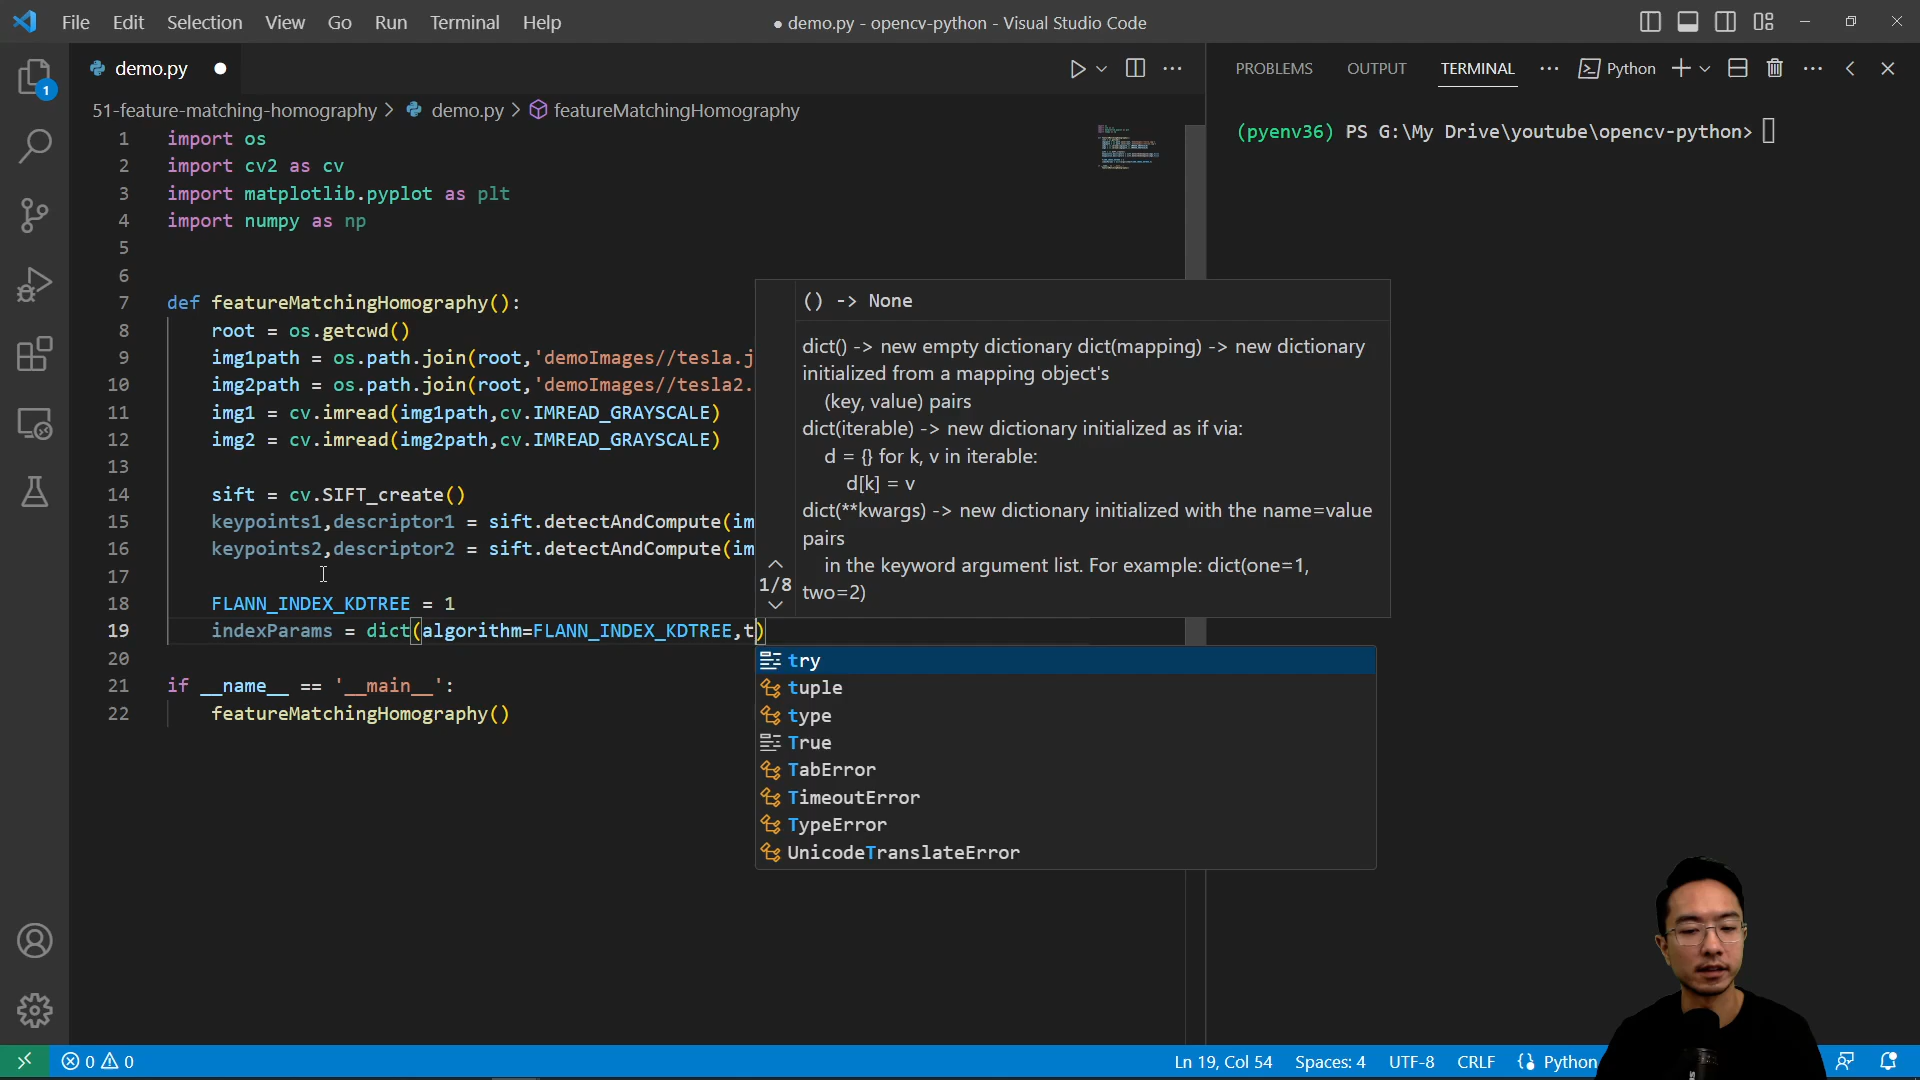 File Edit Selection View Go Run Terminal Help
● demo.py - opencv-python - Visual Studio Code
demo.py
PROBLEMS OUTPUT TERMINAL Python
51-feature-matching-homography > demo.py > featureMatchingHomography
1 import os
2 import cv2 as cv
3 import matplotlib.pyplot as plt
4 import numpy as np
5
6
7 def featureMatchingHomography():
8 root = os.getcwd()
9 img1path = os.path.join(root,'demoImages//tesla.j
10 img2path = os.path.join(root,'demoImages//tesla2.
11 img1 = cv.imread(img1path,cv.IMREAD_GRAYSCALE)
12 img2 = cv.imread(img2path,cv.IMREAD_GRAYSCALE)
13
14 sift = cv.SIFT_create()
15 keypoints1,descriptor1 = sift.detectAndCompute(im
16 keypoints2,descriptor2 = sift.detectAndCompute(im
17
18 FLANN_INDEX_KDTREE = 1
19 indexParams = dict(algorithm=FLANN_INDEX_KDTREE,t)
20
21 if __name__ == '__main__':
22 featureMatchingHomography()
() -> None
dict() -> new empty dictionary dict(mapping) -> new dictionary
initialized from a mapping object's
(key, value) pairs
dict(iterable) -> new dictionary initialized as if via:
d = {} for k, v in iterable:
d[k] = v
dict(**kwargs) -> new dictionary initialized with the name=value
pairs
in the keyword argument list. For example: dict(one=1,
two=2)
1/8
try
tuple
type
True
TabError
TimeoutError
TypeError
UnicodeTranslateError
(pyenv36) PS G:\My Drive\youtube\opencv-python>
1
0 0
Ln 19, Col 54 Spaces: 4 UTF-8 CRLF Python